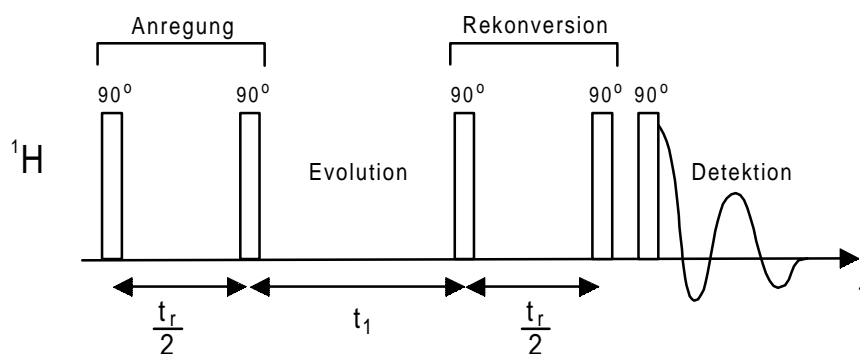 Anregung Rekonversion
90° 90° 90° 90° 90°
¹H
Evolution Detektion
t_r/2 t₁ t_r/2